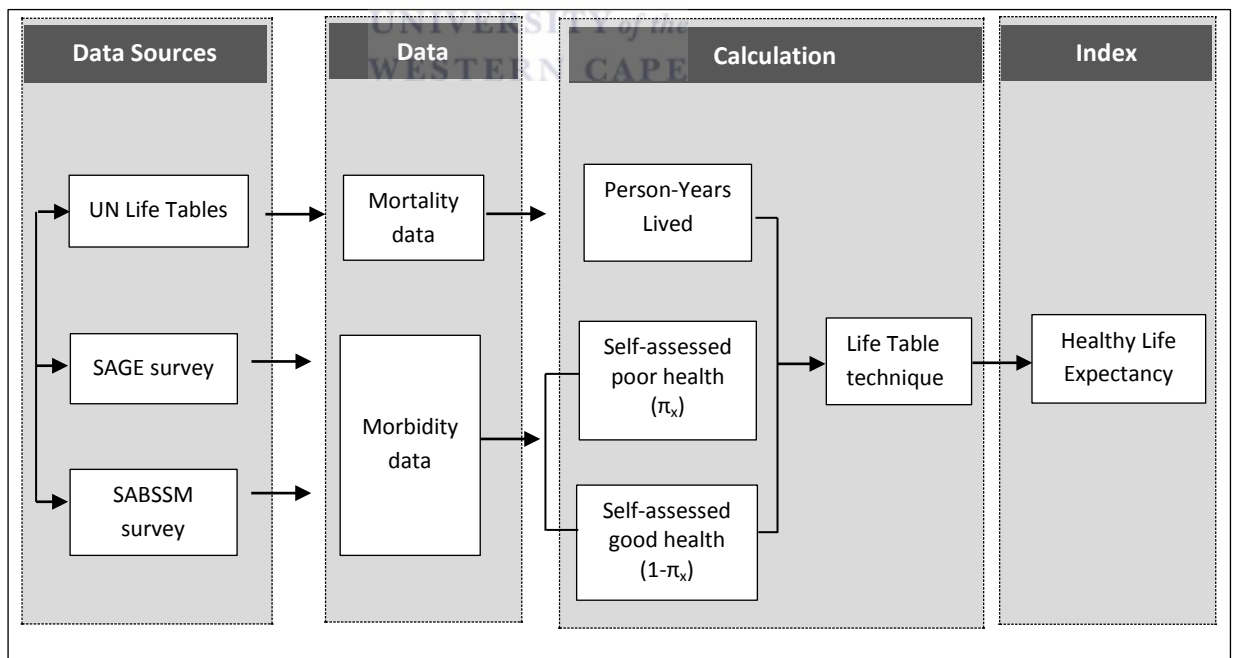 UNIVERSITY of the
WESTERN CAPE
Data Sources
Data
Calculation
Index
UN Life Tables
Mortality
data
Person-Years
Lived
SAGE survey
Morbidity
data
Self-assessed
poor health
(πₓ)
Life Table
technique
Healthy Life
Expectancy
SABSSM
survey
Self-assessed
good health
(1-πₓ)